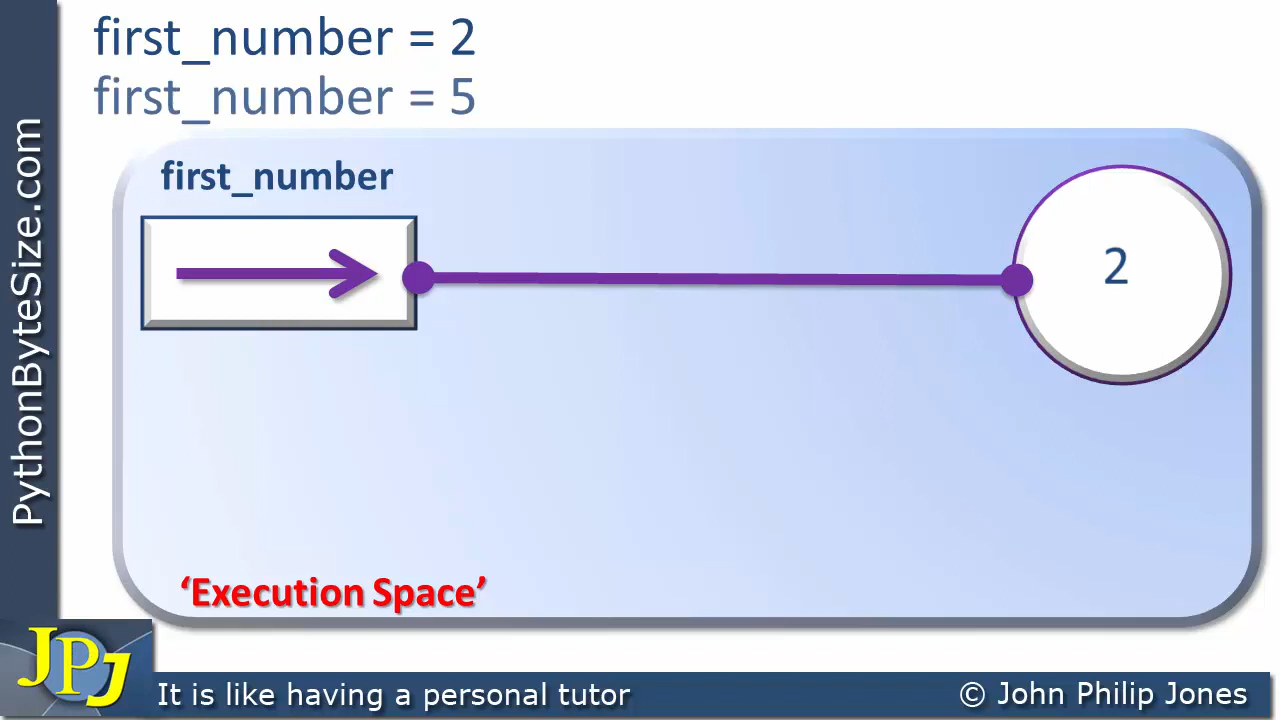 first_number = 2
first_number = 5
first_number
2
‘Execution Space’
PythonByteSize.com
JPJ
It is like having a personal tutor
© John Philip Jones